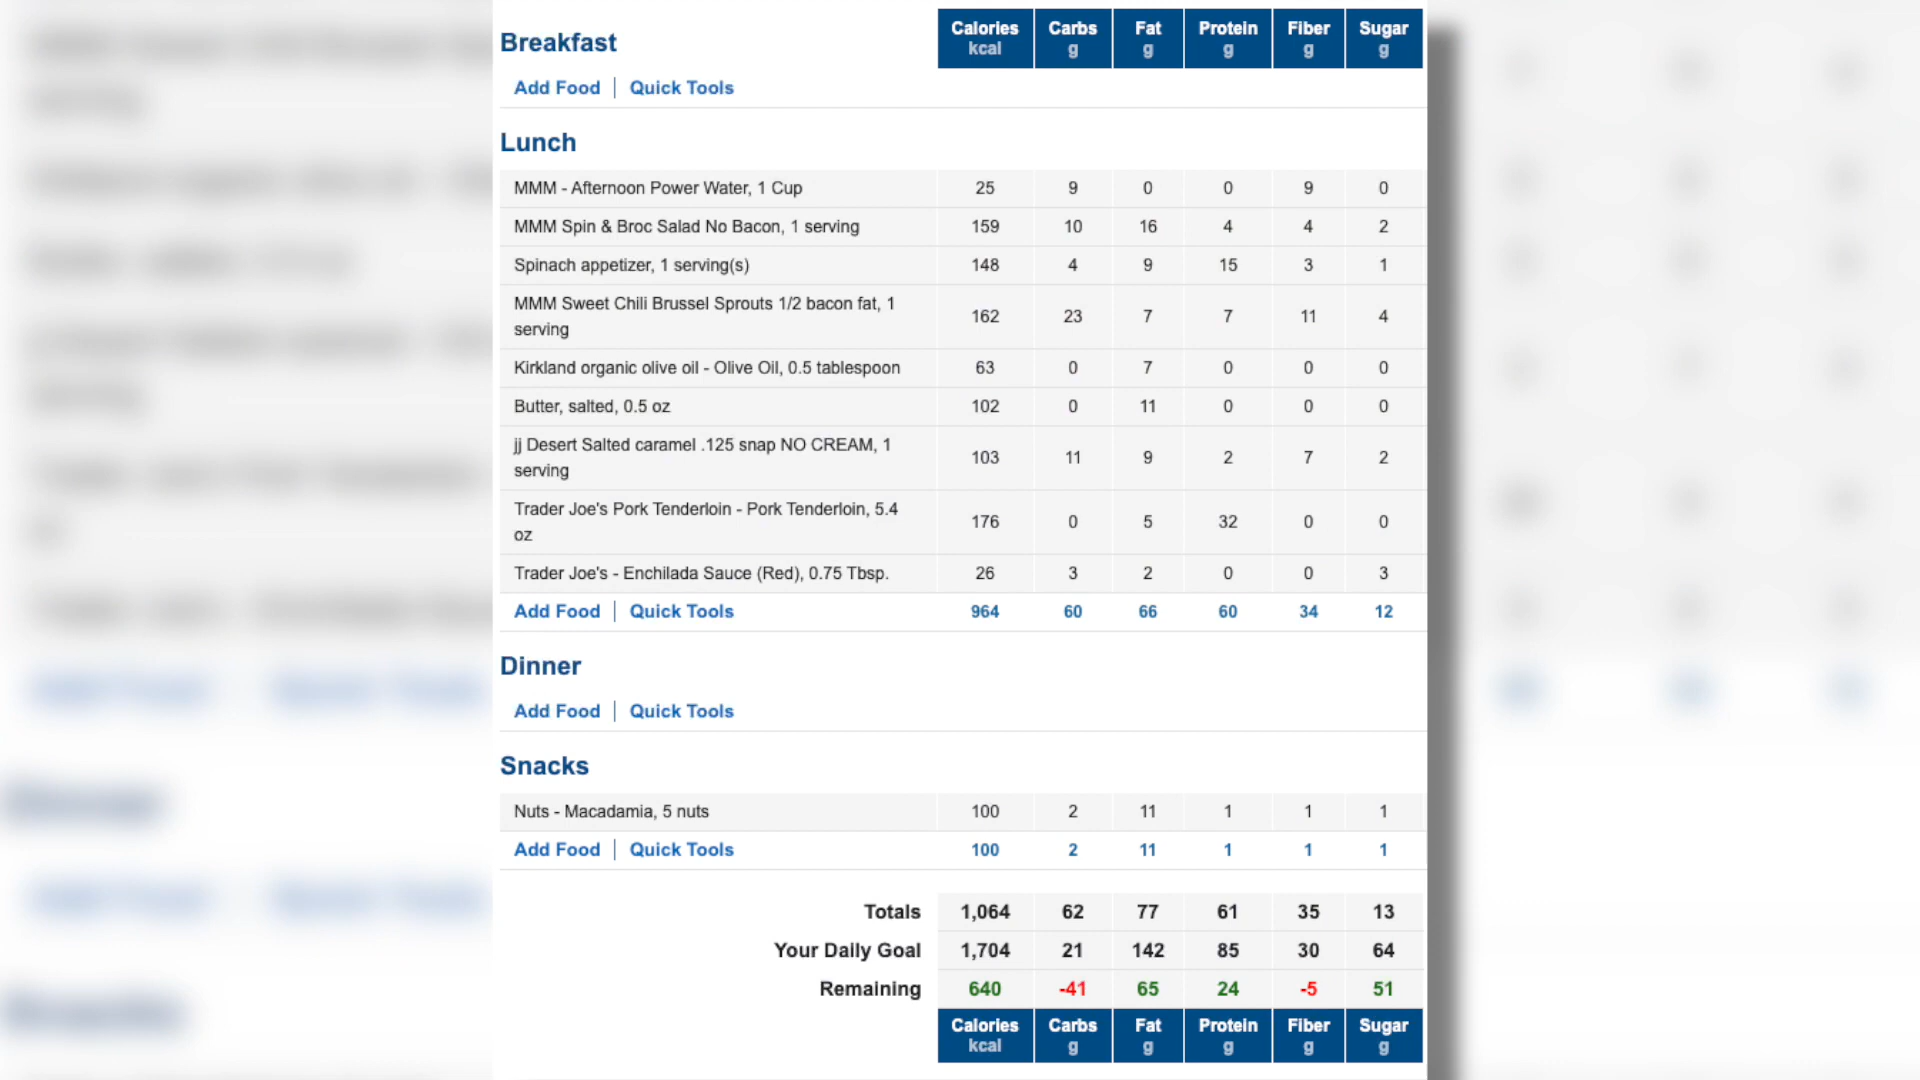 Breakfast Calories kcal Carbs g Fat g Protein g Fiber g Sugar g
Add Food | Quick Tools
Lunch
MMM - Afternoon Power Water, 1 Cup 25 9 0 0 9 0
MMM Spin & Broc Salad No Bacon, 1 serving 159 10 16 4 4 2
Spinach appetizer, 1 serving(s) 148 4 9 15 3 1
MMM Sweet Chili Brussel Sprouts 1/2 bacon fat, 1
serving 162 23 7 7 11 4
Kirkland organic olive oil - Olive Oil, 0.5 tablespoon 63 0 7 0 0 0
Butter, salted, 0.5 oz 102 0 11 0 0 0
jj Desert Salted caramel .125 snap NO CREAM, 1
serving 103 11 9 2 7 2
Trader Joe's Pork Tenderloin - Pork Tenderloin, 5.4
oz 176 0 5 32 0 0
Trader Joe's - Enchilada Sauce (Red), 0.75 Tbsp. 26 3 2 0 0 3
Add Food | Quick Tools 964 60 66 60 34 12
Dinner
Add Food | Quick Tools
Snacks
Nuts - Macadamia, 5 nuts 100 2 11 1 1 1
Add Food | Quick Tools 100 2 11 1 1 1
Totals 1,064 62 77 61 35 13
Your Daily Goal 1,704 21 142 85 30 64
Remaining 640 -41 65 24 -5 51
Calories kcal Carbs g Fat g Protein g Fiber g Sugar g